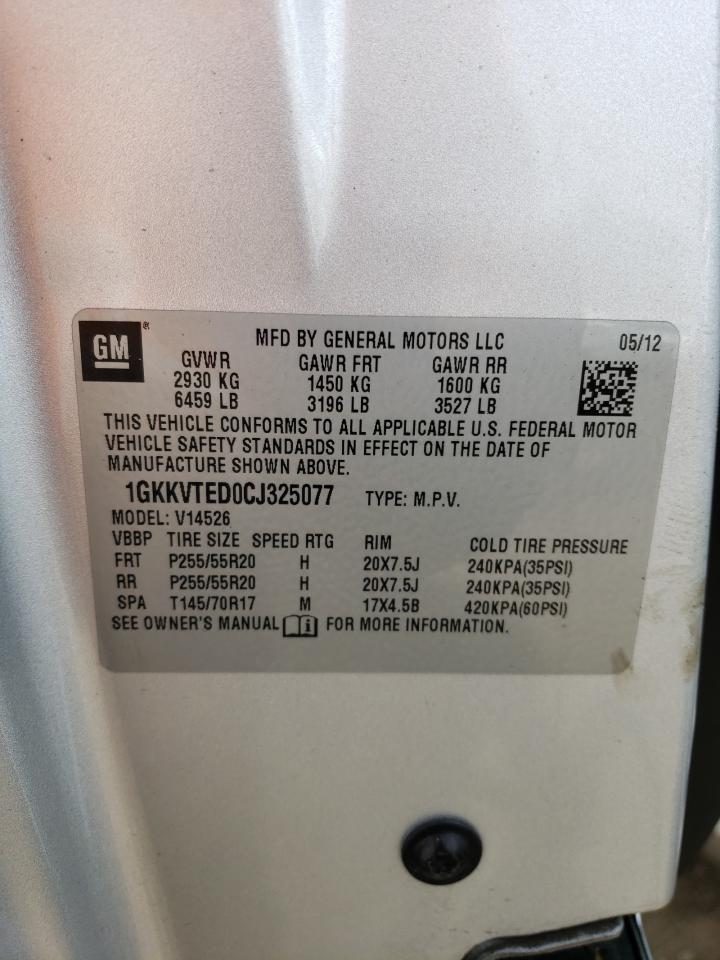 GM® MFD BY GENERAL MOTORS LLC 05/12
GVWR GAWR FRT GAWR RR
2930 KG 1450 KG 1600 KG
6459 LB 3196 LB 3527 LB
THIS VEHICLE CONFORMS TO ALL APPLICABLE U.S. FEDERAL MOTOR
VEHICLE SAFETY STANDARDS IN EFFECT ON THE DATE OF
MANUFACTURE SHOWN ABOVE.
1GKKVTED0CJ325077 TYPE: M.P.V.
MODEL: V14526
VBBP TIRE SIZE SPEED RTG RIM COLD TIRE PRESSURE
FRT P255/55R20 H 20X7.5J 240KPA(35PSI)
RR P255/55R20 H 20X7.5J 240KPA(35PSI)
SPA T145/70R17 M 17X4.5B 420KPA(60PSI)
SEE OWNER'S MANUAL i FOR MORE INFORMATION.